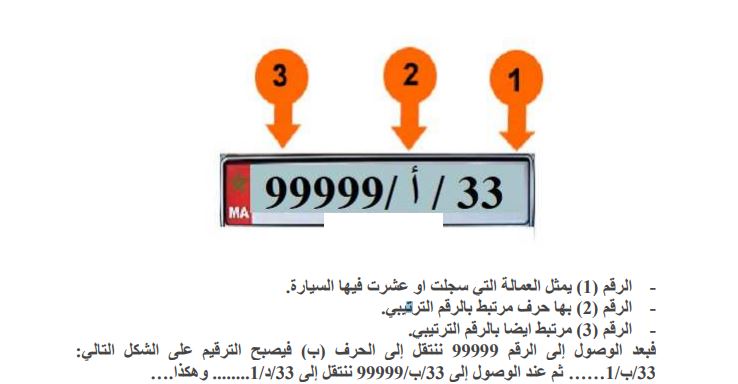 3 2 1
MA 99999/ أ / 33
- الرقم (1) يمثل العمالة التي سجلت او عشرت فيها السيارة.
- الرقم (2) بها حرف مرتبط بالرقم الترتيبي.
- الرقم (3) مرتبط ايضا بالرقم الترتيبي.
فبعد الوصول إلى الرقم 99999 ننتقل إلى الحرف (ب) فيصبح الترقيم على الشكل التالي:
33/ب/1...... ثم عند الوصول إلى 33/ب/99999 ننتقل إلى 33/د/1........ وهكذا....